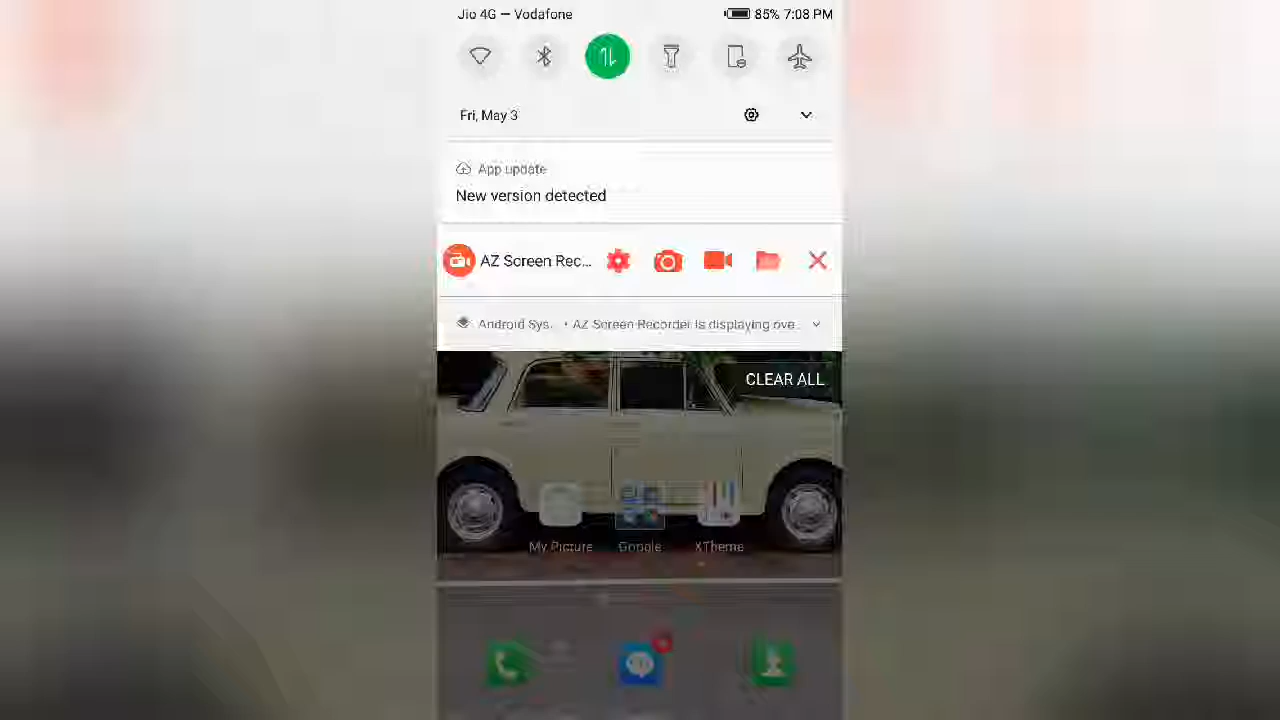 Jio 4G — Vodafone 85% 7:08 PM
Fri, May 3
App update
New version detected
AZ Screen Rec...
Android Sys.. • AZ Screen Recorder is displaying ove...
CLEAR ALL
My Picture Google XTheme